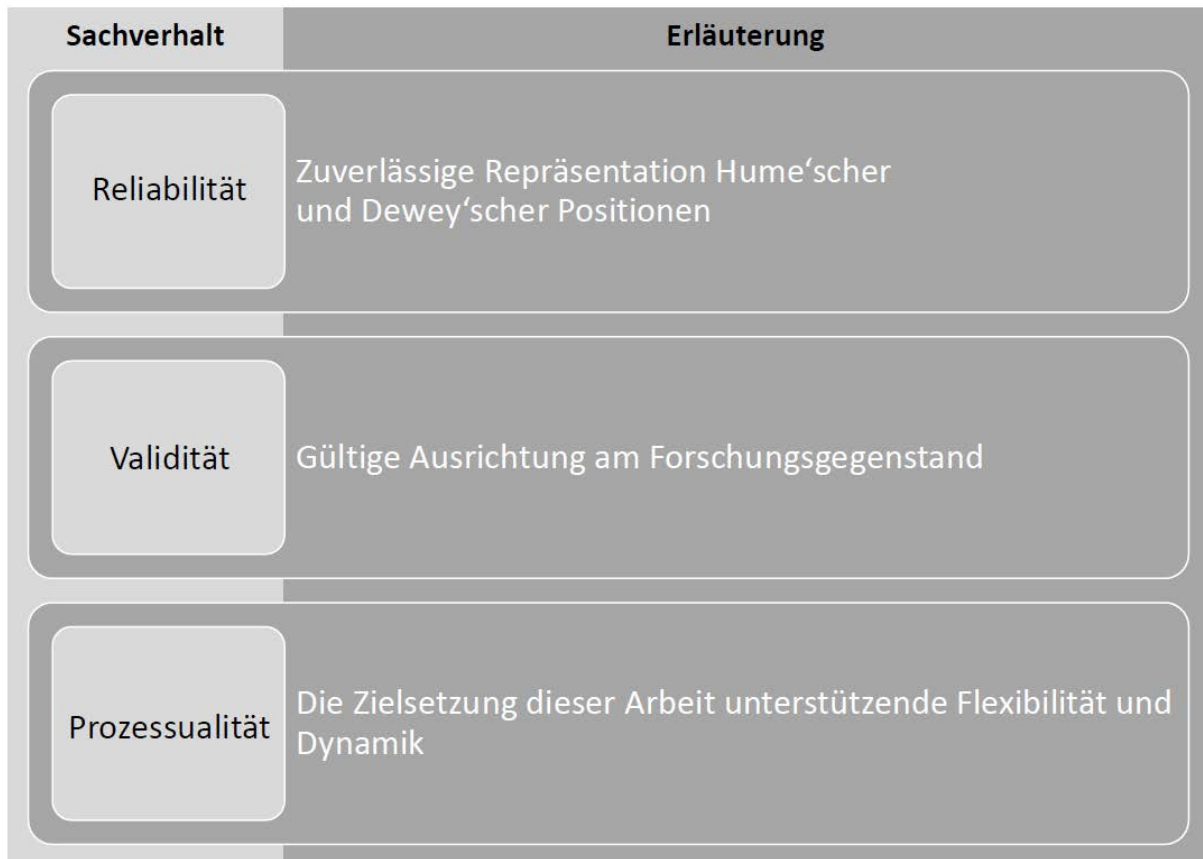 Sachverhalt
Erläuterung
Reliabilität
Zuverlässige Repräsentation Hume‘scher
und Dewey‘scher Positionen
Validität
Gültige Ausrichtung am Forschungsgegenstand
Prozessualität
Die Zielsetzung dieser Arbeit unterstützende Flexibilität und
Dynamik